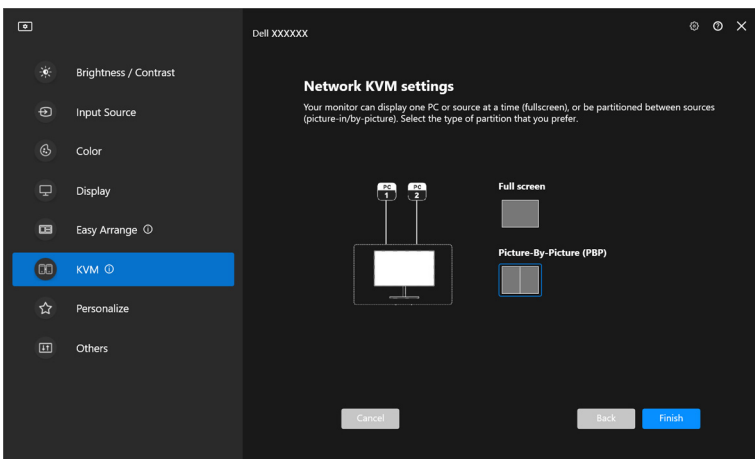 Dell XXXXXX
Brightness / Contrast
Input Source
Color
Display
Easy Arrange
KVM
Personalize
Others
Network KVM settings
Your monitor can display one PC or source at a time (fullscreen), or be partitioned between sources
(picture-in/by-picture). Select the type of partition that you prefer.
PC
1
PC
2
Full screen
Picture-By-Picture (PBP)
Cancel
Back
Finish